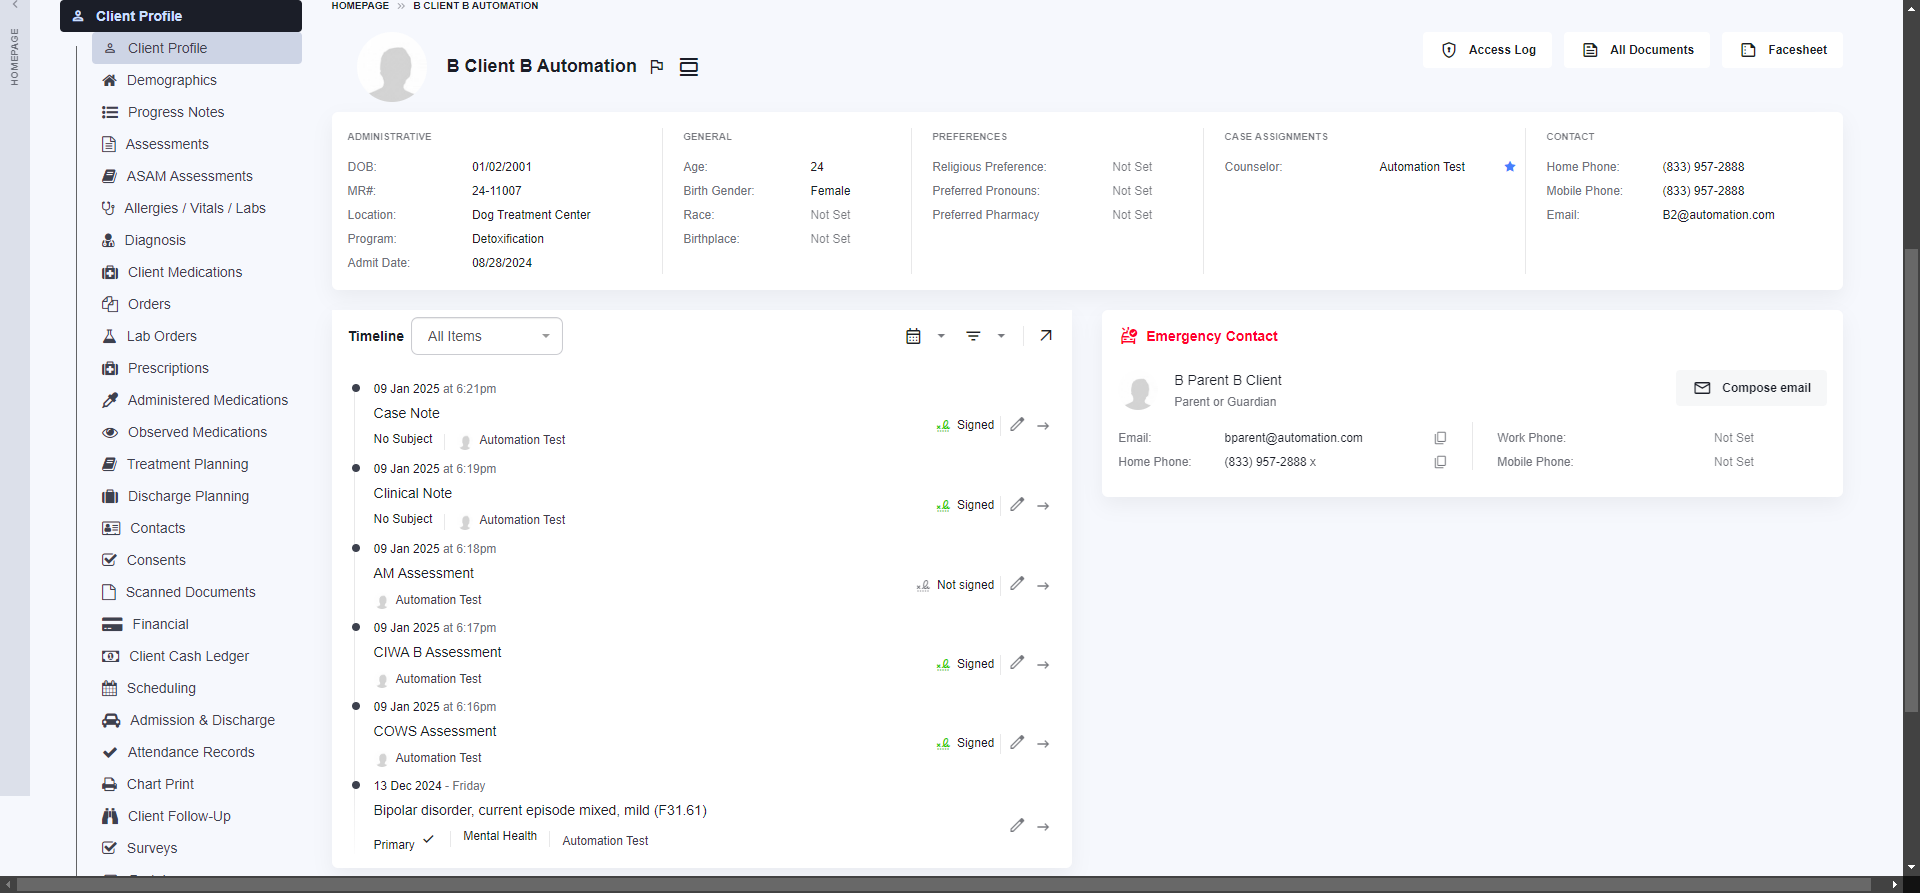 HOMEPAGE
Client Profile
Client Profile
Demographics
Progress Notes
Assessments
ASAM Assessments
Allergies / Vitals / Labs
Diagnosis
Client Medications
Orders
Lab Orders
Prescriptions
Administered Medications
Observed Medications
Treatment Planning
Discharge Planning
Contacts
Consents
Scanned Documents
Financial
Client Cash Ledger
Scheduling
Admission & Discharge
Attendance Records
Chart Print
Client Follow-Up
Surveys
HOMEPAGE >> B CLIENT B AUTOMATION
B Client B Automation
Access Log
All Documents
Facesheet
ADMINISTRATIVE
DOB: 01/02/2001
MR#: 24-11007
Location: Dog Treatment Center
Program: Detoxification
Admit Date: 08/28/2024
GENERAL
Age: 24
Birth Gender: Female
Race: Not Set
Birthplace: Not Set
PREFERENCES
Religious Preference: Not Set
Preferred Pronouns: Not Set
Preferred Pharmacy Not Set
CASE ASSIGNMENTS
Counselor: Automation Test
CONTACT
Home Phone: (833) 957-2888
Mobile Phone: (833) 957-2888
Email: B2@automation.com
Timeline All Items
09 Jan 2025 at 6:21pm
Case Note
No Subject Automation Test
Signed
09 Jan 2025 at 6:19pm
Clinical Note
No Subject Automation Test
Signed
09 Jan 2025 at 6:18pm
AM Assessment
Automation Test
Not signed
09 Jan 2025 at 6:17pm
CIWA B Assessment
Automation Test
Signed
09 Jan 2025 at 6:16pm
COWS Assessment
Automation Test
Signed
13 Dec 2024 - Friday
Bipolar disorder, current episode mixed, mild (F31.61)
Primary Mental Health Automation Test
Emergency Contact
B Parent B Client
Parent or Guardian
Compose email
Email: bparent@automation.com
Home Phone: (833) 957-2888 x
Work Phone: Not Set
Mobile Phone: Not Set